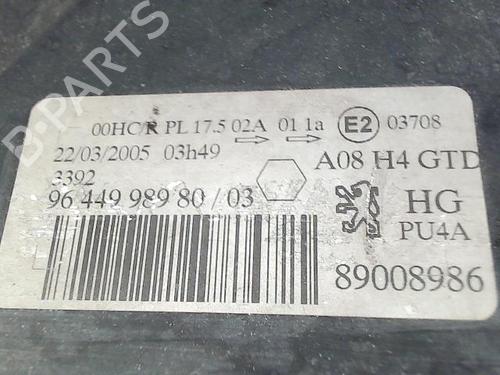 00HC/R PL 17.5 02A → 01 1a → E2 03708
22/03/2005 03h49 A08 H4 GTD
3392
96 449 989 80 / 03 HG
PU4A
89008986
B-PARTS